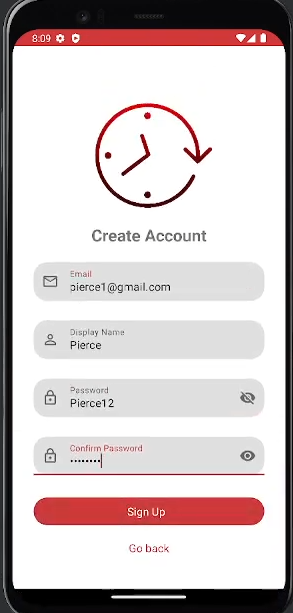 8:09
Create Account
Email
pierce1@gmail.com
Display Name
Pierce
Password
Pierce12
Confirm Password
••••••••
Sign Up
Go back